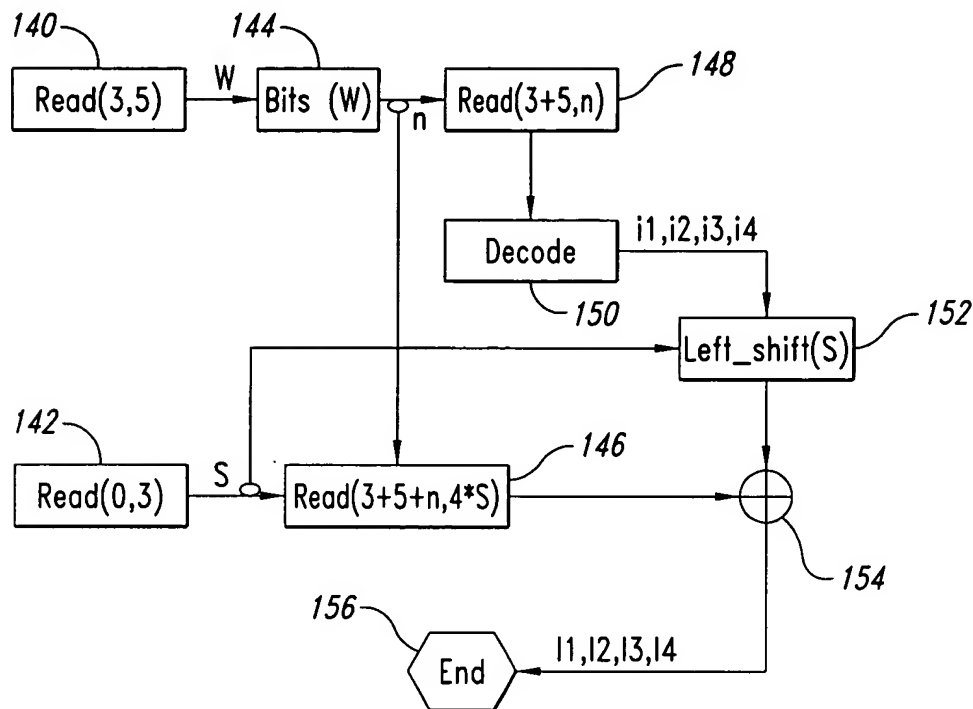 140
144
148
Read(3,5)
W
Bits (W)
n
Read(3+5,n)
Decode
i1,i2,i3,i4
150
152
Left_shift(S)
142
146
Read(0,3)
S
Read(3+5+n,4*S)
154
156
End
I1,I2,I3,I4